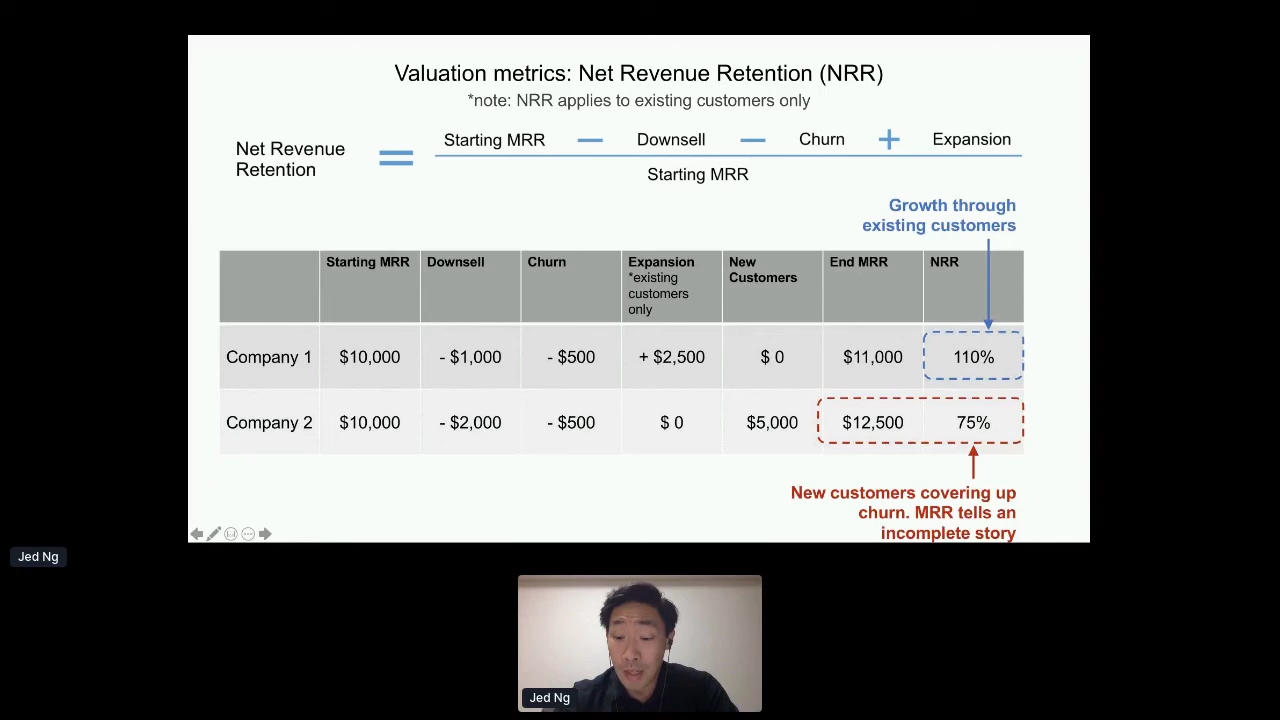 Valuation metrics: Net Revenue Retention (NRR)
*note: NRR applies to existing customers only
Net Revenue
Retention
=
Starting MRR − Downsell − Churn + Expansion
Starting MRR
Growth through
existing customers
Starting MRR Downsell Churn Expansion New End MRR NRR
*existing Customers
customers
only
Company 1 $10,000 - $1,000 - $500 + $2,500 $ 0 $11,000 110%
Company 2 $10,000 - $2,000 - $500 $ 0 $5,000 $12,500 75%
New customers covering up
churn. MRR tells an
incomplete story
Jed Ng
Jed Ng